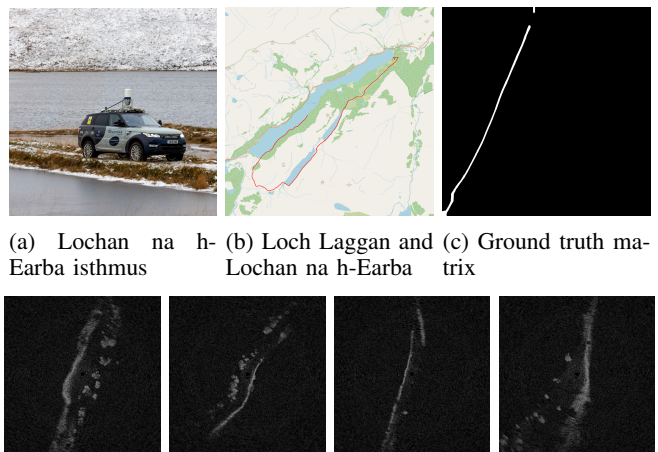 (a) Lochan na h-
Earba isthmus
(b) Loch Laggan and
Lochan na h-Earba
(c) Ground truth ma-
trix